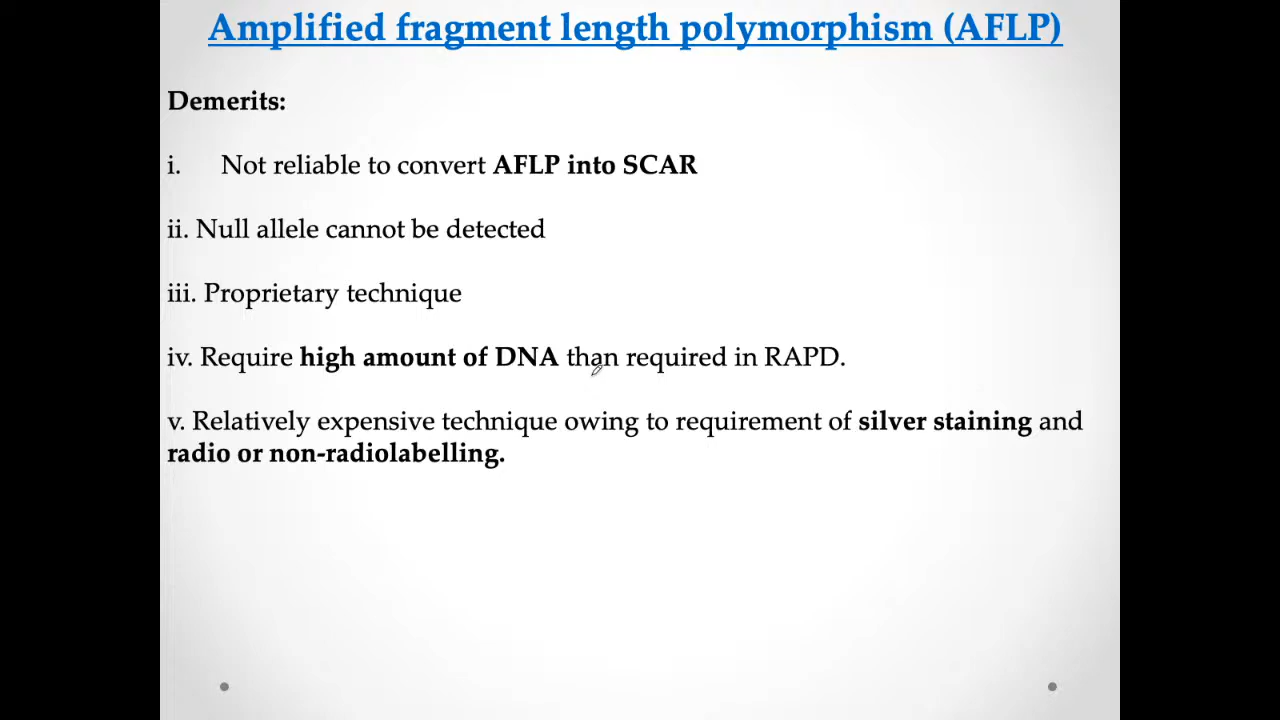 Amplified fragment length polymorphism (AFLP)
Demerits:
i. Not reliable to convert AFLP into SCAR
ii. Null allele cannot be detected
iii. Proprietary technique
iv. Require high amount of DNA than required in RAPD.
v. Relatively expensive technique owing to requirement of silver staining and
radio or non-radiolabelling.